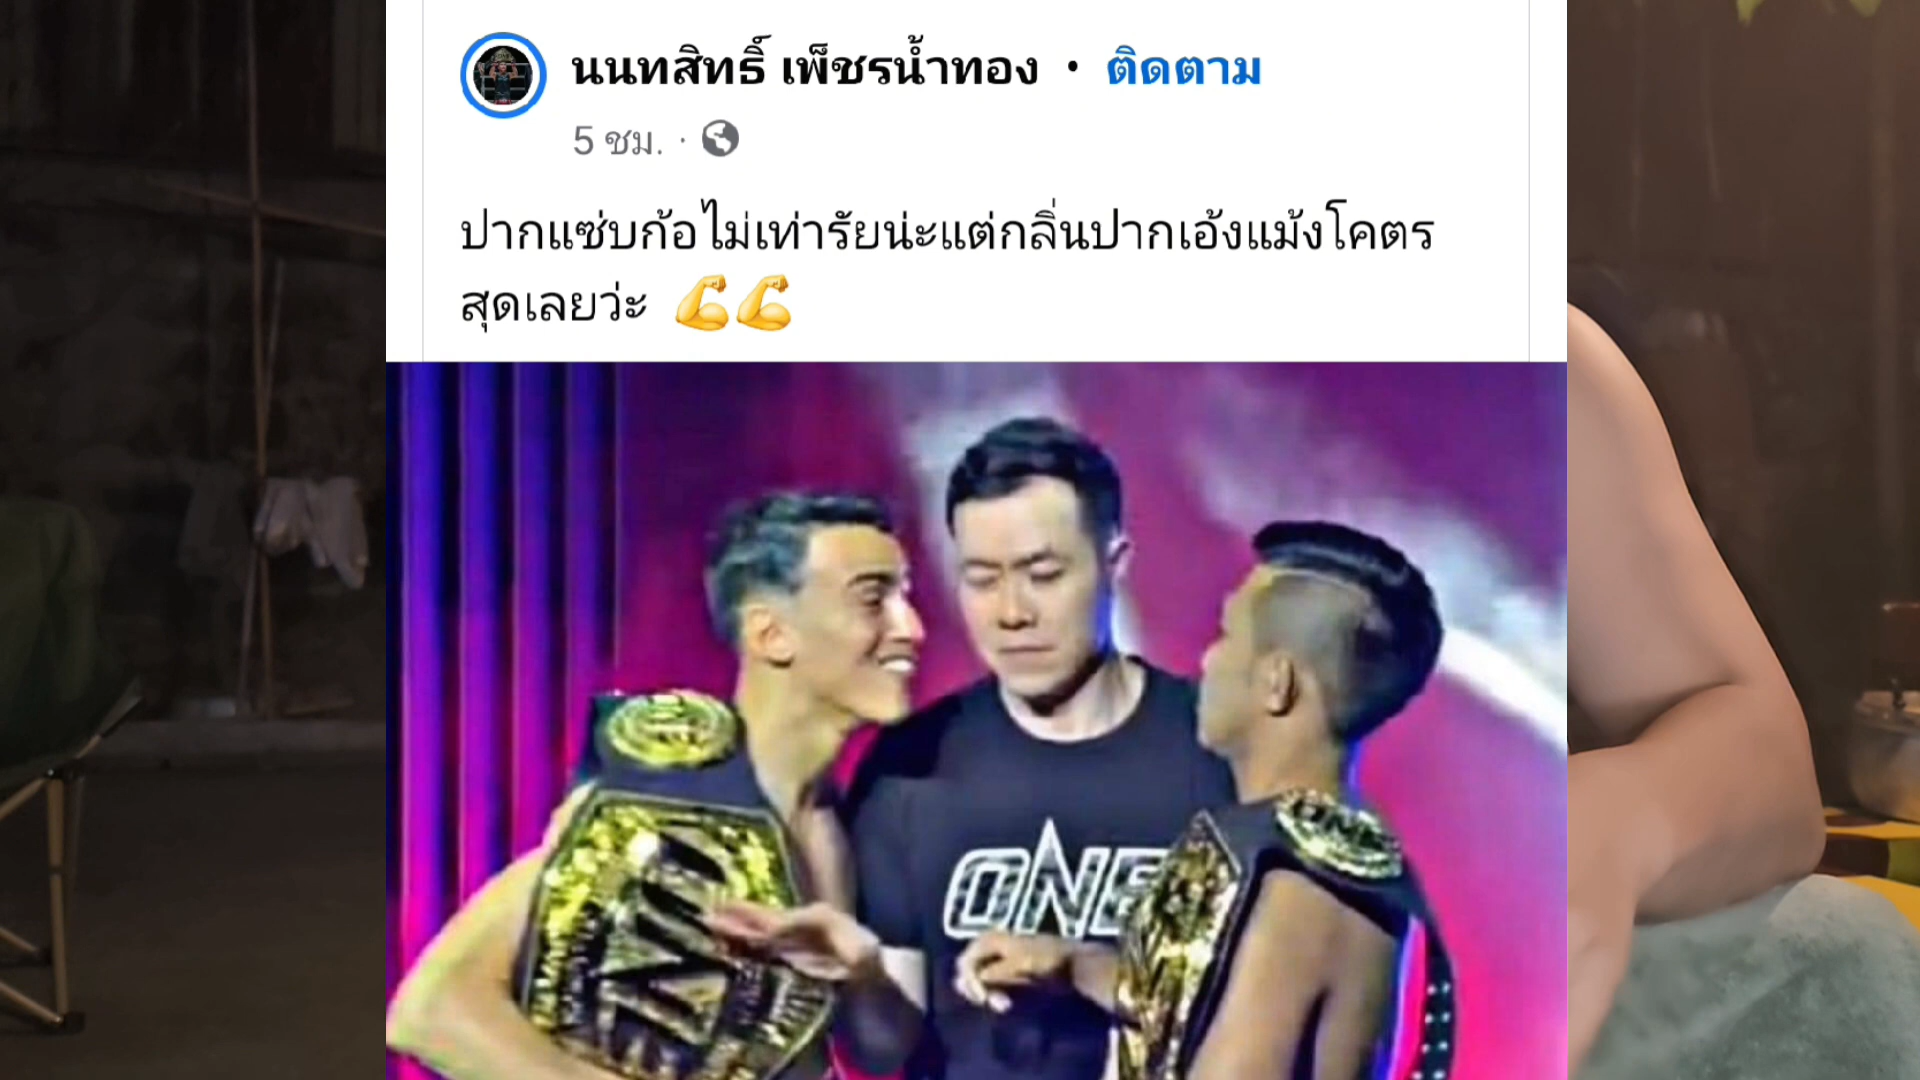 นนทสิทธิ์ เพ็ชรน้ำทอง · ติดตาม
5 ชม. ·
ปากแซ่บก้อไม่เท่ารัยน่ะแต่กลิ่นปากเอ้งแม้งโคตร
สุดเลยว่ะ 💪💪
ONE
ONE